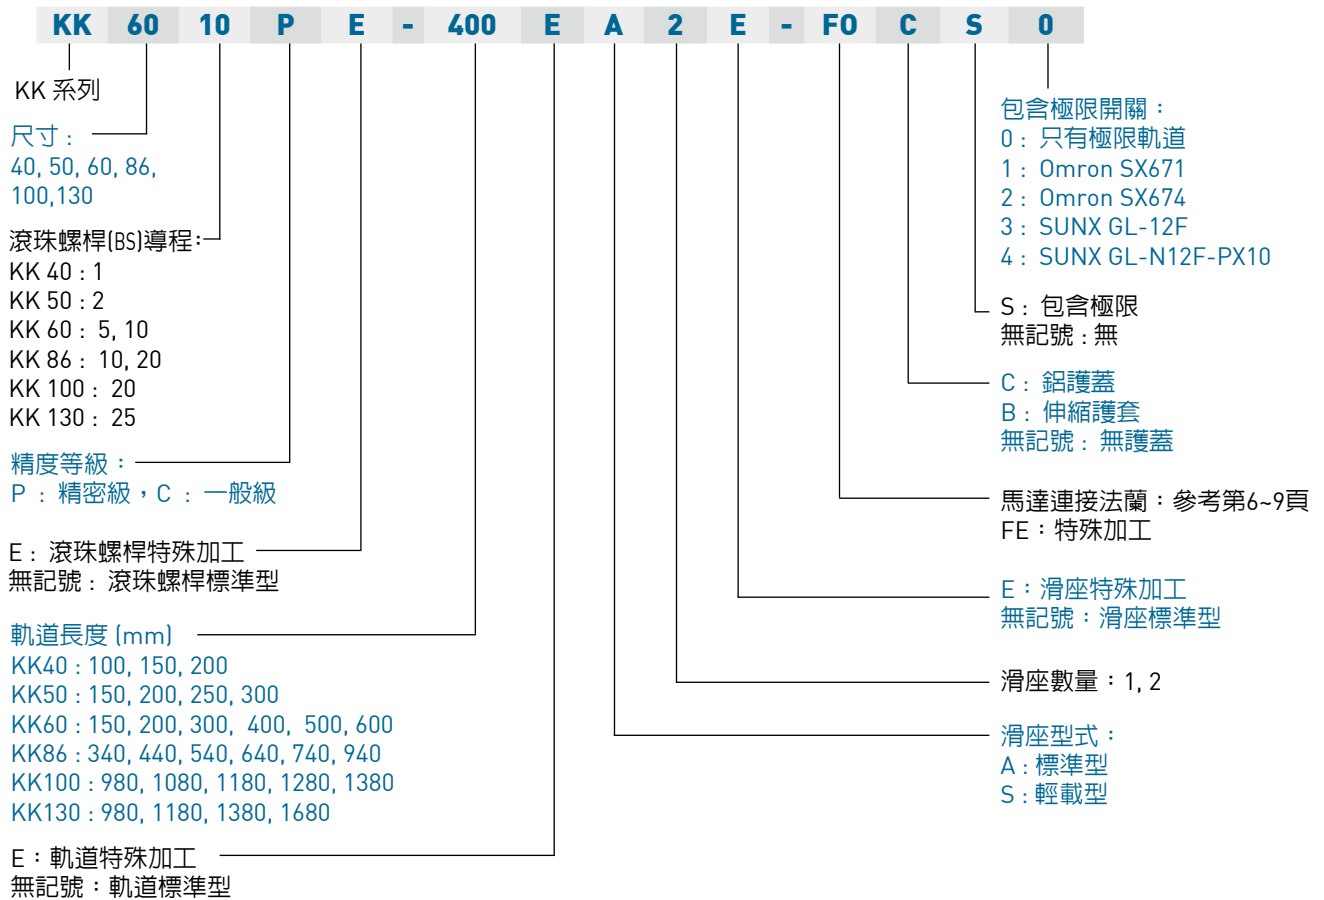 KK 60 10 P E - 400 E A 2 E - F0 C S 0
KK 系列
尺寸 :
40, 50, 60, 86,
100,130
滾珠螺桿(BS)導程:
KK 40 : 1
KK 50 : 2
KK 60 : 5, 10
KK 86 : 10, 20
KK 100 : 20
KK 130 : 25
精度等級：
P : 精密級，C : 一般級
E : 滾珠螺桿特殊加工
無記號 : 滾珠螺桿標準型
軌道長度 (mm)
KK40 : 100, 150, 200
KK50 : 150, 200, 250, 300
KK60 : 150, 200, 300, 400, 500, 600
KK86 : 340, 440, 540, 640, 740, 940
KK100 : 980, 1080, 1180, 1280, 1380
KK130 : 980, 1180, 1380, 1680
E：軌道特殊加工
無記號：軌道標準型
包含極限開關：
0 : 只有極限軌道
1 : Omron SX671
2 : Omron SX674
3 : SUNX GL-12F
4 : SUNX GL-N12F-PX10
S : 包含極限
無記號 : 無
C : 鋁護蓋
B : 伸縮護套
無記號 : 無護蓋
馬達連接法蘭：參考第6~9頁
FE：特殊加工
E：滑座特殊加工
無記號：滑座標準型
滑座數量：1, 2
滑座型式：
A : 標準型
S : 輕載型